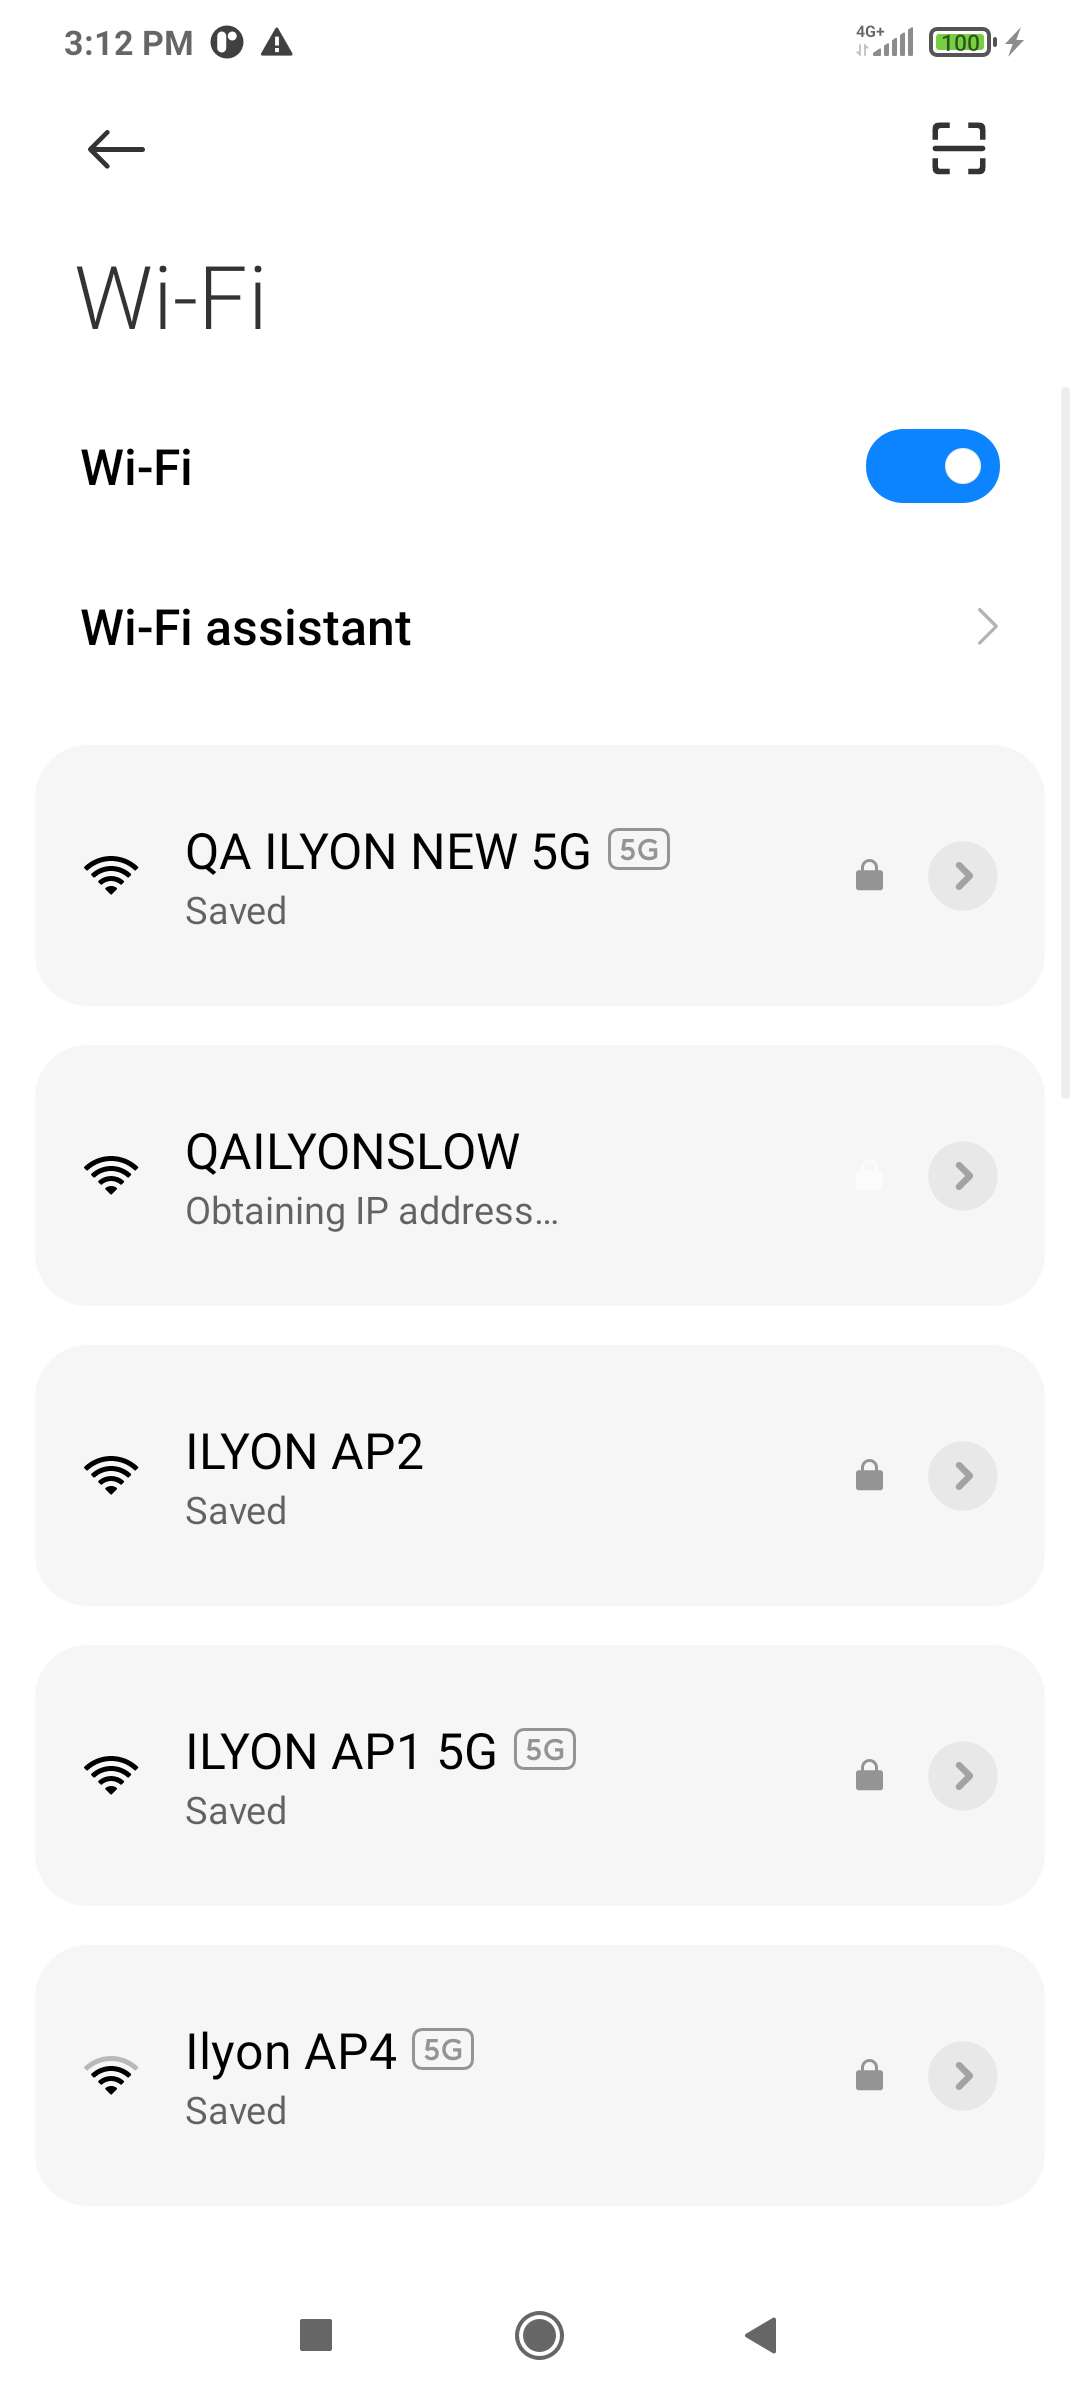 3:12 PM
4G+
100
Wi-Fi
Wi-Fi
Wi-Fi assistant
QA ILYON NEW 5G 5G
Saved
QAILYONSLOW
Obtaining IP address...
ILYON AP2
Saved
ILYON AP1 5G 5G
Saved
Ilyon AP4 5G
Saved